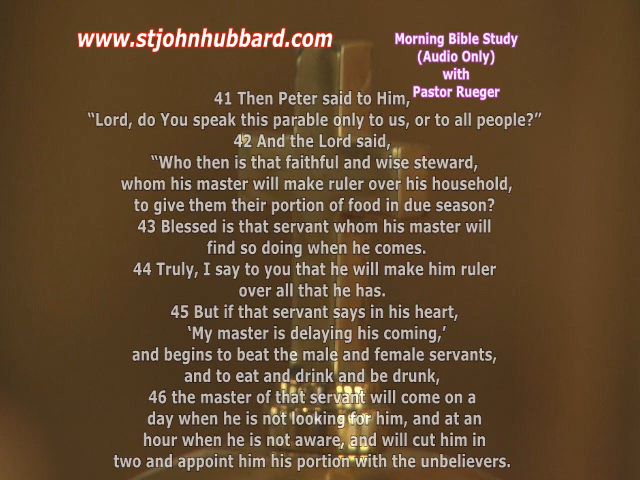 www.stjohnhubbard.com
Morning Bible Study
(Audio Only)
with
Pastor Rueger
41 Then Peter said to Him,
“Lord, do You speak this parable only to us, or to all people?”
42 And the Lord said,
“Who then is that faithful and wise steward,
whom his master will make ruler over his household,
to give them their portion of food in due season?
43 Blessed is that servant whom his master will
find so doing when he comes.
44 Truly, I say to you that he will make him ruler
over all that he has.
45 But if that servant says in his heart,
‘My master is delaying his coming,’
and begins to beat the male and female servants,
and to eat and drink and be drunk,
46 the master of that servant will come on a
day when he is not looking for him, and at an
hour when he is not aware, and will cut him in
two and appoint him his portion with the unbelievers.